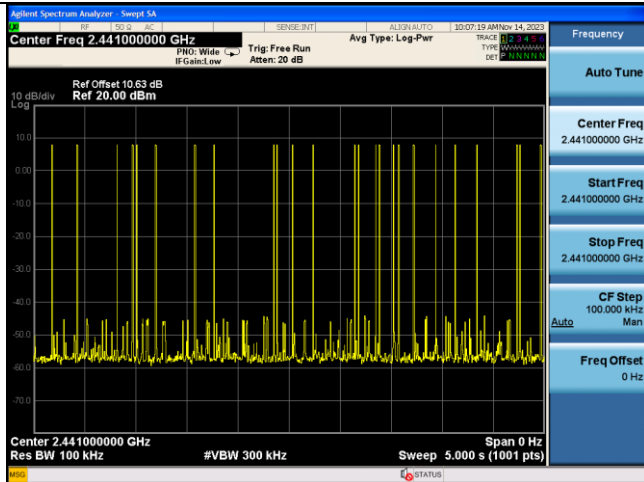 Agilent Spectrum Analyzer - Swept SA
RF 50 Ω AC SENSE:INT ALIGN AUTO 10:07:19 AM Nov 14, 2023
Center Freq 2.441000000 GHz
PNO: Wide
IFGain:Low
Trig: Free Run
Atten: 20 dB
Avg Type: Log-Pwr
TRACE 1 2 3 4 5 6
TYPE
DET P N N N N N
Ref Offset 10.63 dB
10 dB/div Ref 20.00 dBm
Log
10.0
0.00
-10.0
-20.0
-30.0
-40.0
-50.0
-60.0
-70.0
Center 2.441000000 GHz Span 0 Hz
Res BW 100 kHz #VBW 300 kHz Sweep 5.000 s (1001 pts)
MSG STATUS
Frequency
Auto Tune
Center Freq
2.441000000 GHz
Start Freq
2.441000000 GHz
Stop Freq
2.441000000 GHz
CF Step
100.000 kHz
Auto Man
Freq Offset
0 Hz